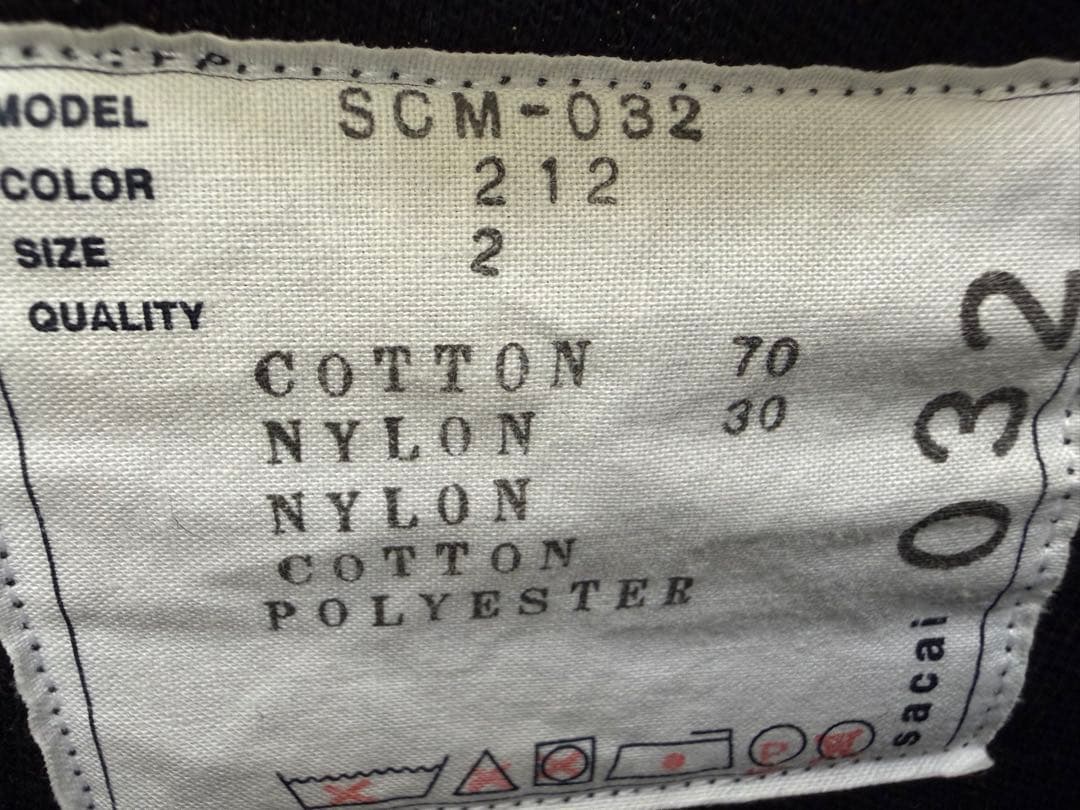 MODEL SCM-032
COLOR 212
SIZE 2
QUALITY
COTTON 70
NYLON 30
NYLON
COTTON
POLYESTER
P W
sacai 032